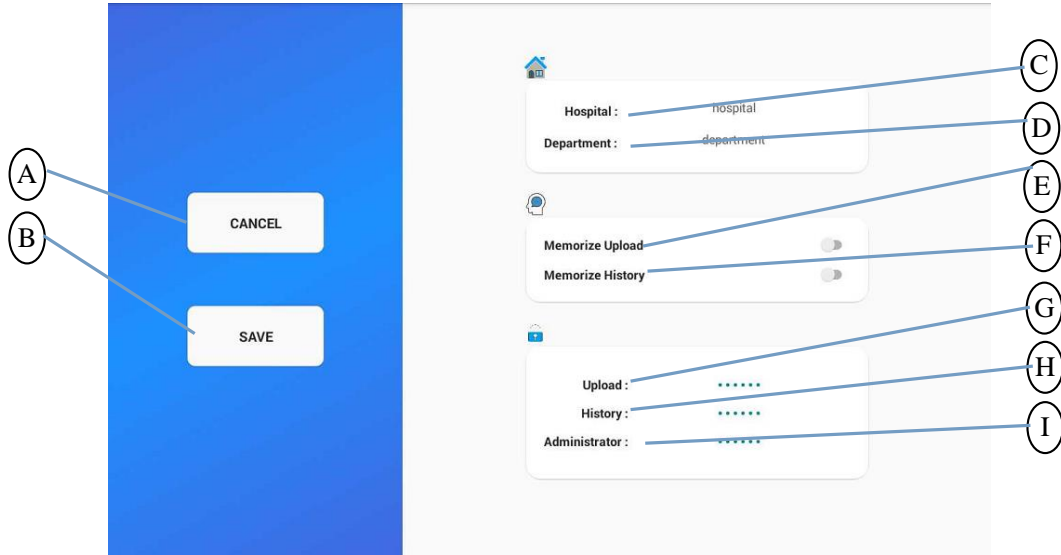 A
CANCEL
B
SAVE
Hospital : hospital
C
Department : department
D
Memorize Upload
E
Memorize History
F
Upload : ••••••
G
History : ••••••
H
Administrator : ••••••
I